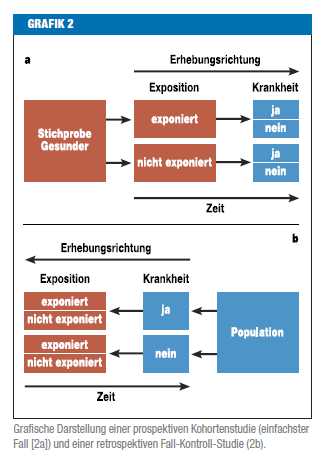 GRAFIK 2
a
Erhebungsrichtung
Exposition
Krankheit
Stichprobe
Gesunder
exponiert
ja
nein
nicht exponiert
ja
nein
Zeit
b
Erhebungsrichtung
Exposition
Krankheit
exponiert
nicht exponiert
ja
Population
exponiert
nicht exponiert
nein
Zeit
Grafische Darstellung einer prospektiven Kohortenstudie (einfachster
Fall [2a]) und einer retrospektiven Fall-Kontroll-Studie (2b).